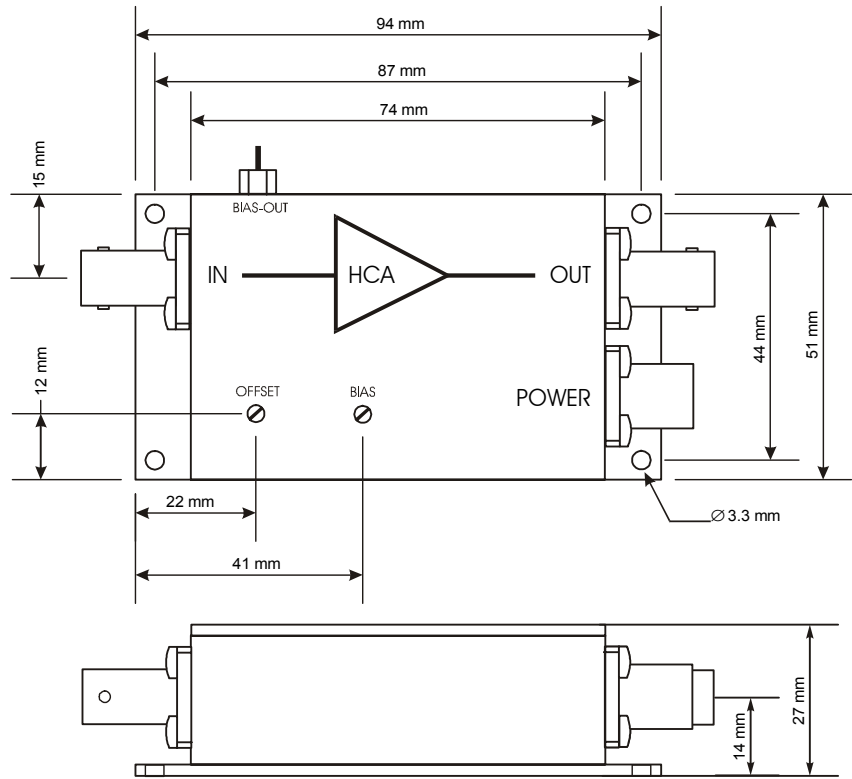 94 mm
87 mm
74 mm
15 mm
BIAS-OUT
IN
HCA
OUT
44 mm
51 mm
12 mm
OFFSET
BIAS
POWER
22 mm
Ø 3.3 mm
41 mm
14 mm
27 mm